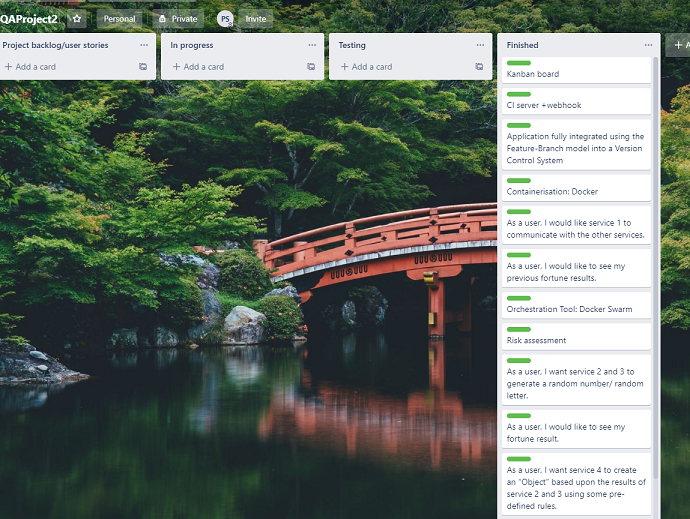 QAProject2
Personal
Private
PS
Invite
Project backlog/user stories
+ Add a card
In progress
+ Add a card
Testing
+ Add a card
Finished
Kanban board
CI server +webhook
Application fully integrated using the
Feature-Branch model into a Version
Control System
Containerisation: Docker
As a user, I would like service 1 to
communicate with the other services.
As a user, I would like to see my
previous fortune results.
Orchestration Tool: Docker Swarm
Risk assessment
As a user, I want service 2 and 3 to
generate a random number/ random
letter.
As a user, I would like to see my
fortune result.
As a user, I want service 4 to create
an "Object" based upon the results of
service 2 and 3 using some pre-
defined rules.
+ A